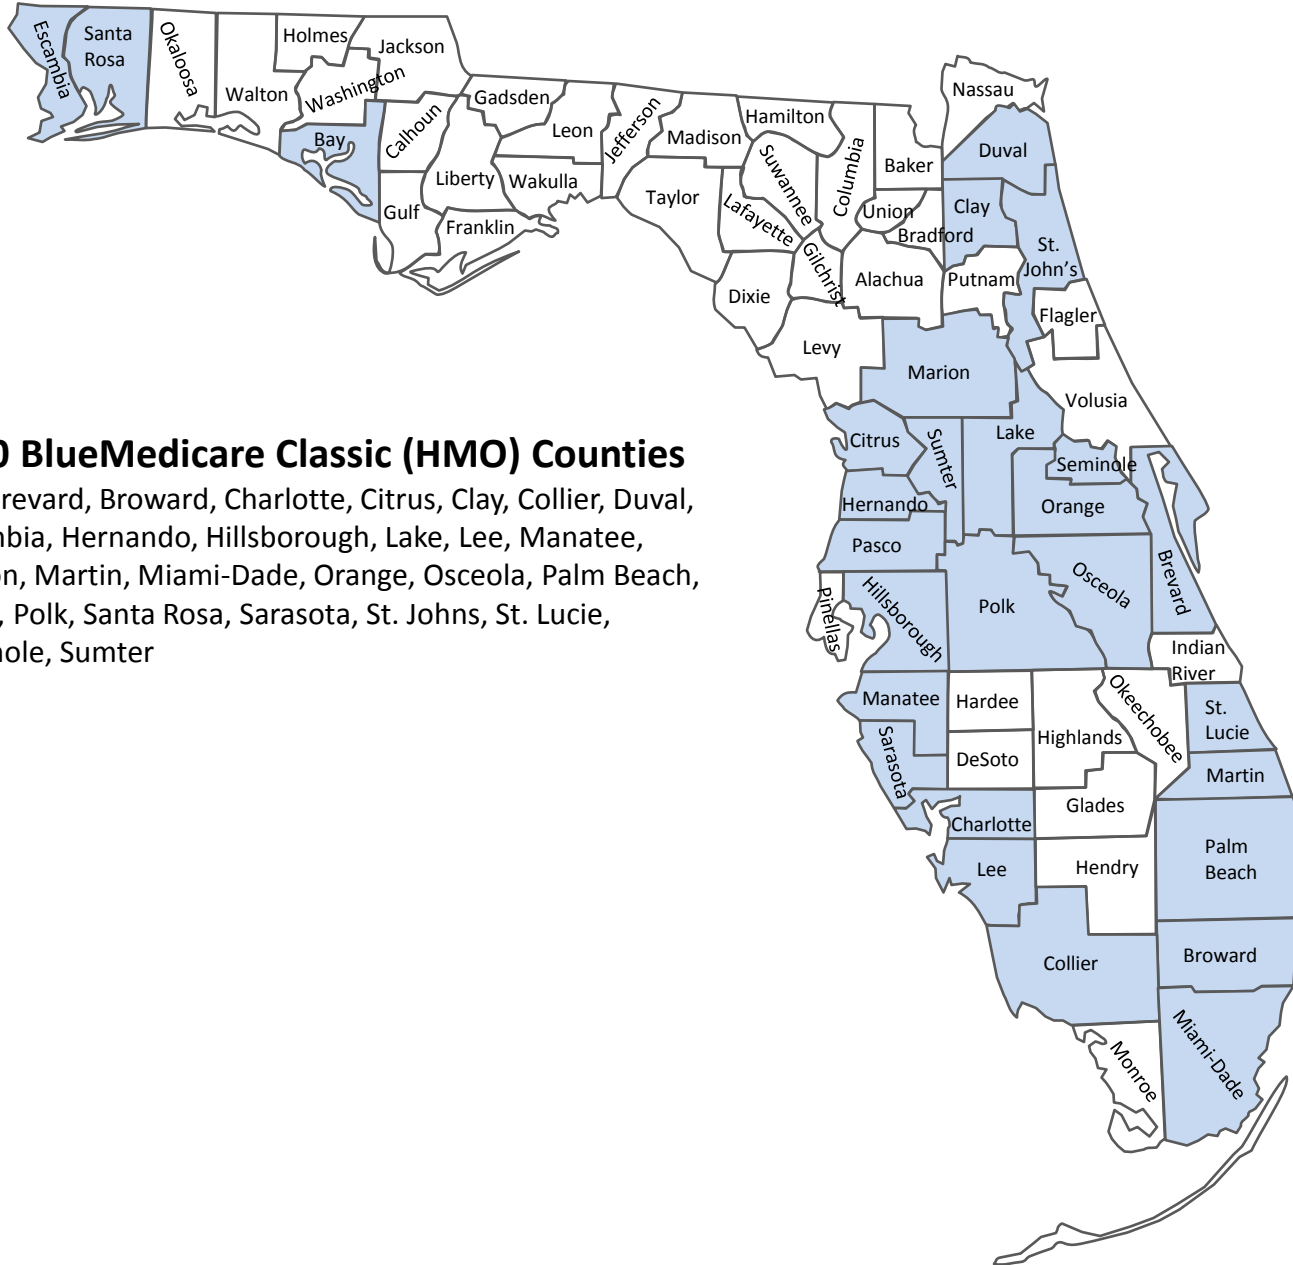 Escambia
Santa
Rosa
Okaloosa
Walton
Holmes
Jackson
Washington
Bay
Calhoun
Gadsden
Leon
Liberty
Gulf
Franklin
Wakulla
Jefferson
Madison
Taylor
Hamilton
Suwannee
Lafayette
Columbia
Baker
Nassau
Duval
Union
Bradford
Clay
St.
John's
Gilchrist
Alachua
Putnam
Dixie
Flagler
Levy
Marion
Volusia
Citrus
Sumter
Lake
Seminole
Hernando
Orange
Pasco
Pinellas
Hillsborough
Polk
Osceola
Brevard
Indian
River
Manatee
Hardee
Highlands
Okeechobee
St.
Lucie
Sarasota
DeSoto
Martin
Charlotte
Glades
Lee
Hendry
Palm
Beach
Collier
Broward
Monroe
Miami-Dade
BlueMedicare Classic (HMO) Counties
Broward, Charlotte, Citrus, Clay, Collier, Duval,
Hernando, Hillsborough, Lake, Lee, Manatee,
Martin, Miami-Dade, Orange, Osceola, Palm Beach,
Polk, Santa Rosa, Sarasota, St. Johns, St. Lucie,
Sumter